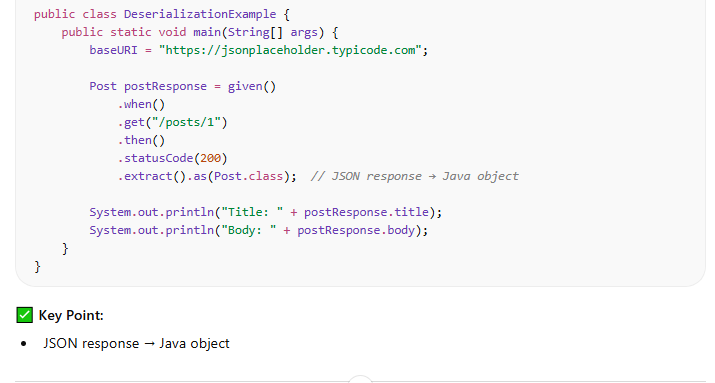 public class DeserializationExample {
    public static void main(String[] args) {
        baseURI = "https://jsonplaceholder.typicode.com";
        Post postResponse = given()
            .when()
            .get("/posts/1")
            .then()
            .statusCode(200)
            .extract().as(Post.class);  // JSON response → Java object
        System.out.println("Title: " + postResponse.title);
        System.out.println("Body: " + postResponse.body);
    }
}
✅ Key Point:
• JSON response → Java object